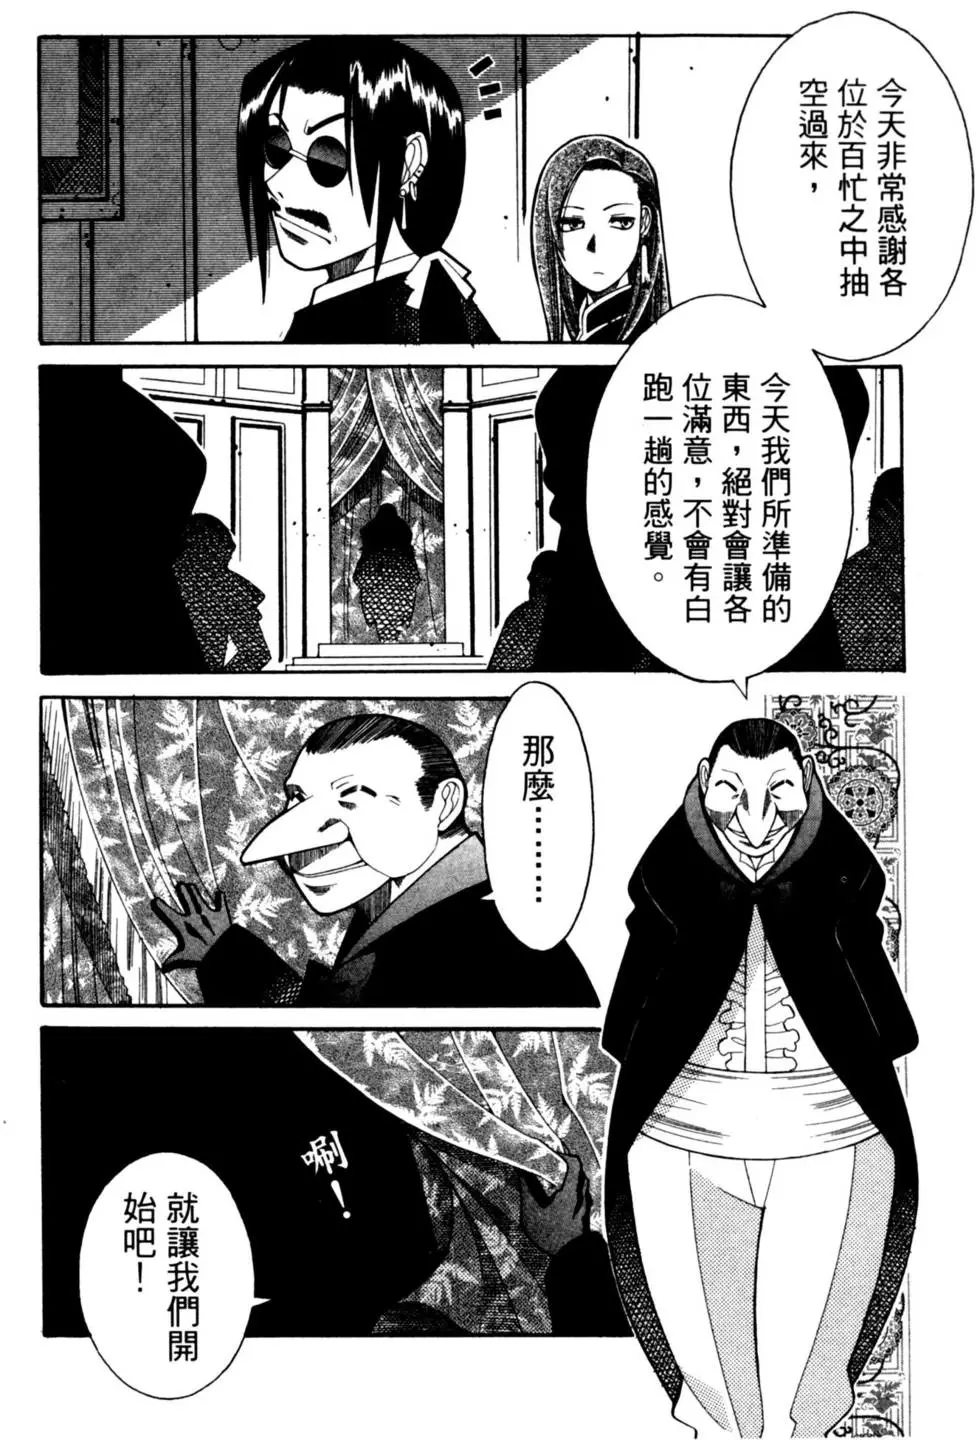 今天非常感謝各
位於百忙之中抽
空過來，
今天我們所準備的
東西，絕對會讓各
位滿意，不會有白
跑一趟的感覺。
那麼………
唰！
就讓我們開
始吧！